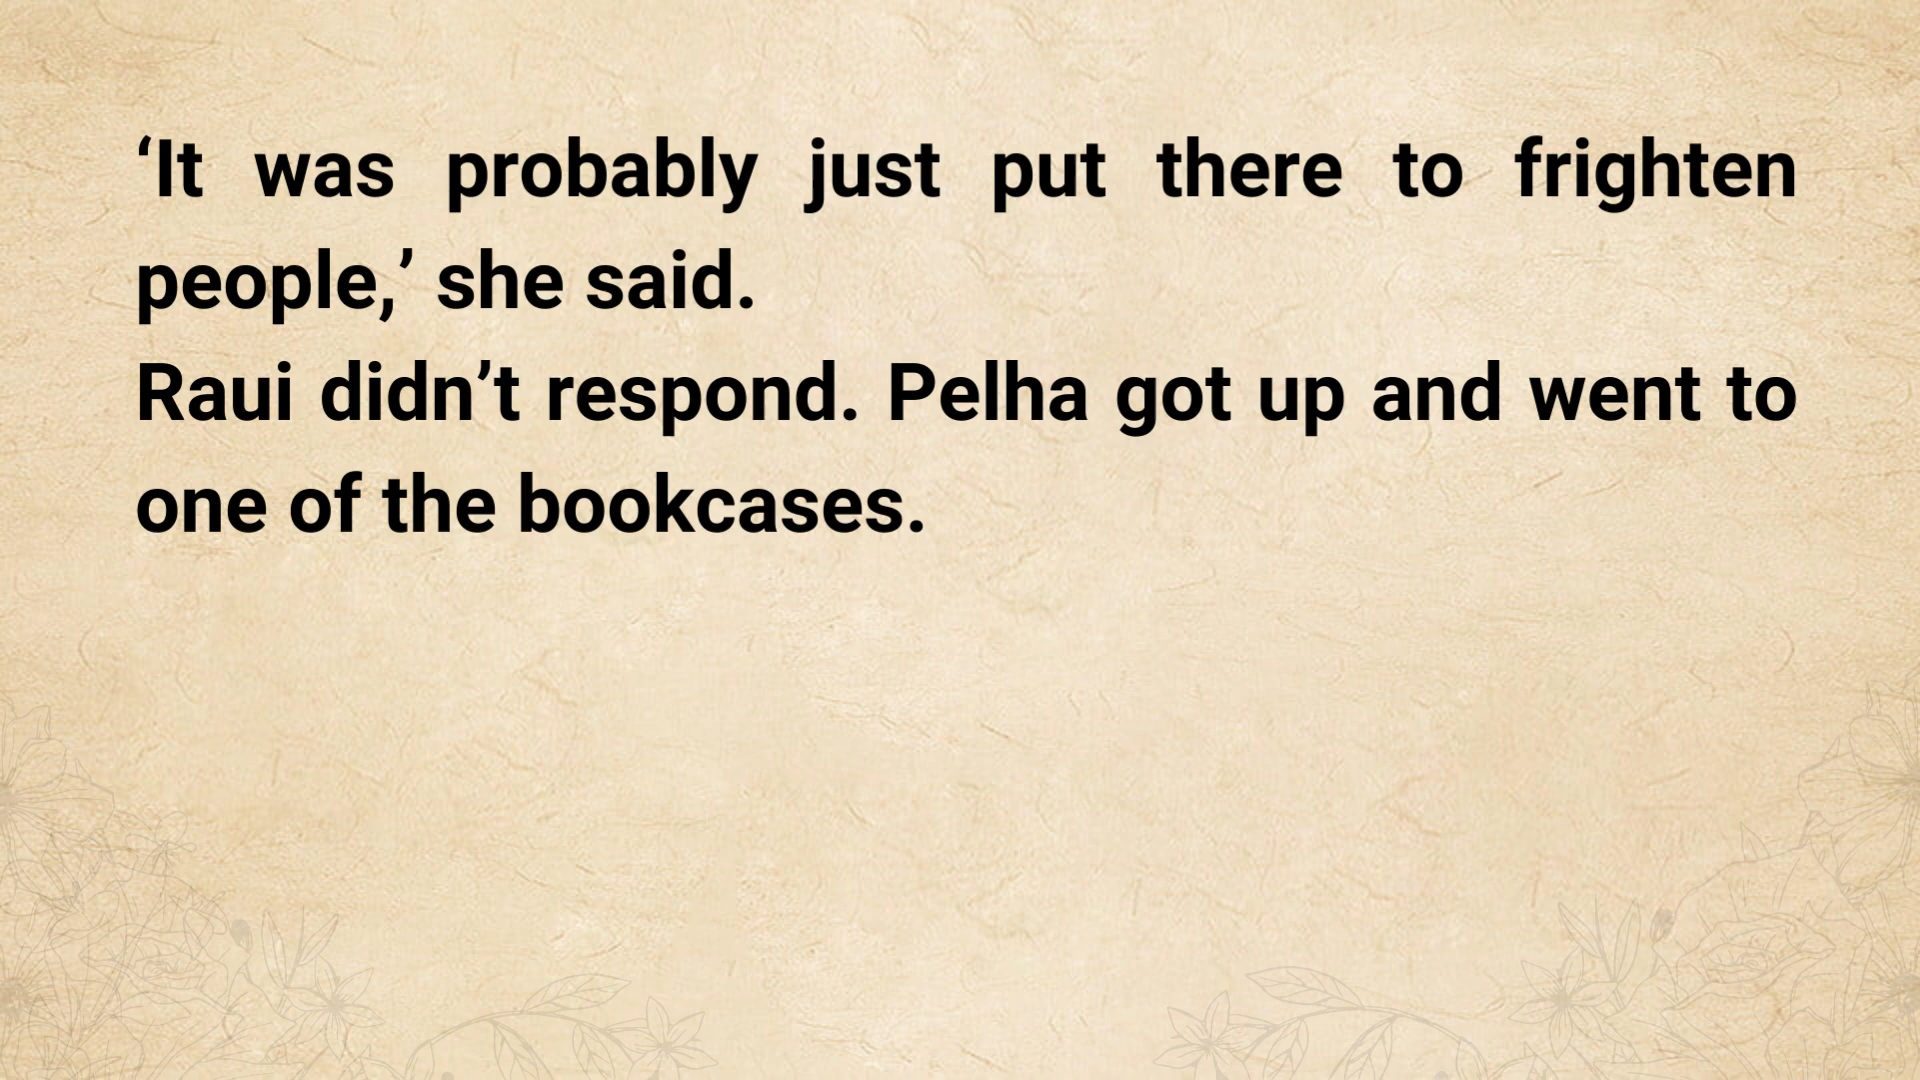 ‘It was probably just put there to frighten
people,’ she said.
Raui didn’t respond. Pelha got up and went to
one of the bookcases.